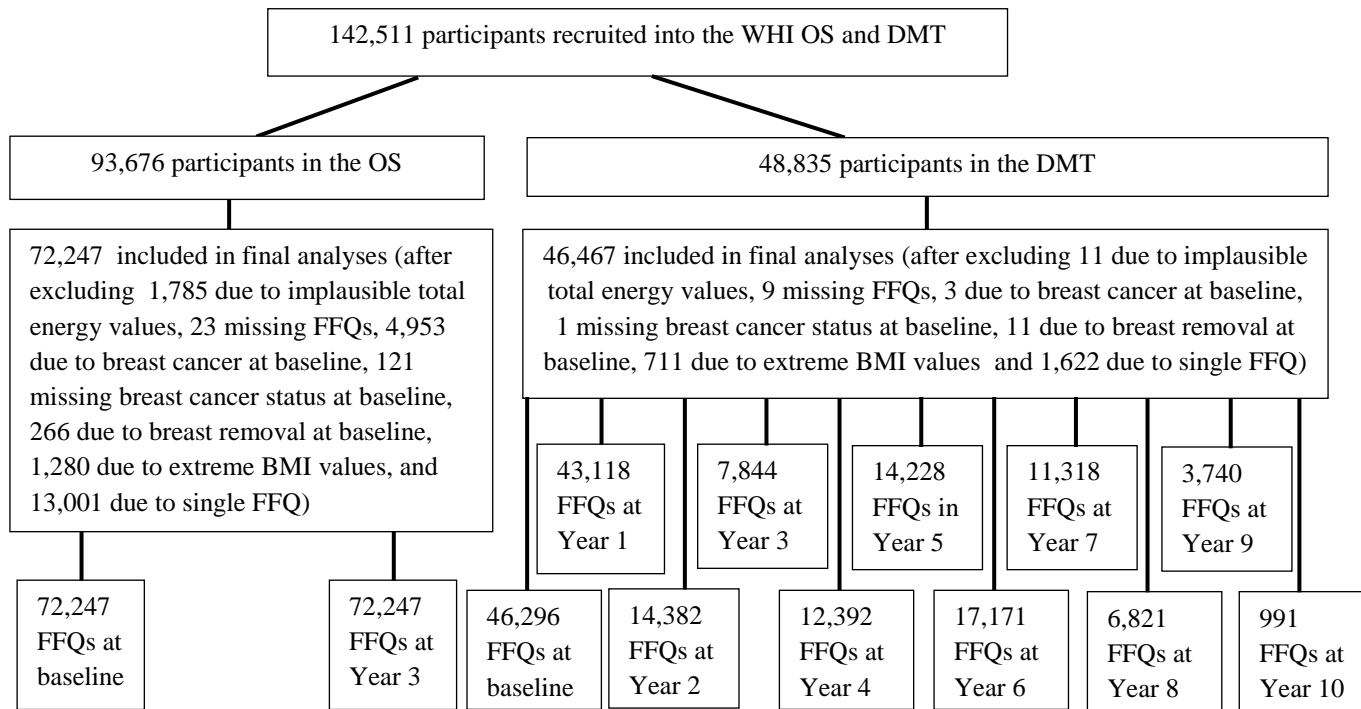 142,511 participants recruited into the WHI OS and DMT
93,676 participants in the OS
48,835 participants in the DMT
72,247 included in final analyses (after
excluding 1,785 due to implausible total
energy values, 23 missing FFQs, 4,953
due to breast cancer at baseline, 121
missing breast cancer status at baseline,
266 due to breast removal at baseline,
1,280 due to extreme BMI values, and
13,001 due to single FFQ)
46,467 included in final analyses (after excluding 11 due to implausible
total energy values, 9 missing FFQs, 3 due to breast cancer at baseline,
1 missing breast cancer status at baseline, 11 due to breast removal at
baseline, 711 due to extreme BMI values and 1,622 due to single FFQ)
43,118
FFQs at
Year 1
7,844
FFQs at
Year 3
14,228
FFQs in
Year 5
11,318
FFQs at
Year 7
3,740
FFQs at
Year 9
72,247
FFQs at
baseline
72,247
FFQs at
Year 3
46,296
FFQs at
baseline
14,382
FFQs at
Year 2
12,392
FFQs at
Year 4
17,171
FFQs at
Year 6
6,821
FFQs at
Year 8
991
FFQs at
Year 10